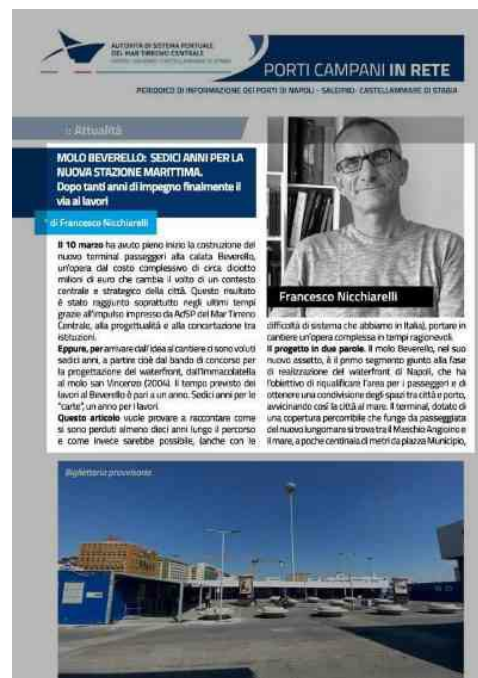 AUTORITÀ DI SISTEMA PORTUALE
DEL MAR TIRRENO CENTRALE
PORTI CAMPANI IN RETE
PERIODICO DI INFORMAZIONE DEI PORTI DI NAPOLI - SALERNO- CASTELLAMMARE DI STABIA
:: Attualità
MOLO BEVERELLO: SEDICI ANNI PER LA
NUOVA STAZIONE MARITTIMA.
Dopo tanti anni di impegno finalmente il
via ai lavori
* di Francesco Nicchiarelli
Il 10 marzo ha avuto pieno inizio la costruzione del
nuovo terminal passeggeri alla calata Beverello,
un'opera dal costo complessivo di circa diciotto
milioni di euro che cambia il volto di un contesto
centrale e strategico della città. Questo risultato
è stato raggiunto soprattutto negli ultimi tempi
grazie all'impulso impresso da AdSP del Mar Tirreno
Centrale, alla progettualità e alla concertazione tra
istituzioni.
Eppure, per arrivare dall'idea al cantiere ci sono voluti
sedici anni, a partire cioè dal bando di concorso per
la progettazione del waterfront, dall'Immacolatella
al molo san Vincenzo (2004). Il tempo previsto dei
lavori al Beverello è pari a un anno. Sedici anni per le
"carte", un anno per i lavori.
Questo articolo vuole provare a raccontare come
si sono perduti almeno dieci anni lungo il percorso
e come invece sarebbe possibile, (anche con le
Francesco Nicchiarelli
difficoltà di sistema che abbiamo in Italia), portare in
cantiere un'opera complessa in tempi ragionevoli.
Il progetto in due parole. Il molo Beverello, nel suo
nuovo assetto, è il primo segmento giunto alla fase
di realizzazione del waterfront di Napoli, che ha
l'obiettivo di riqualificare l'area per i passeggeri e di
ottenere una condivisione degli spazi tra città e porto,
avvicinando così la città al mare. Il terminal, dotato di
una copertura percorribile che funge da passeggiata
del nuovo lungomare si trova tra il Maschio Angioino e
il mare, a poche centinaia di metri da piazza Municipio,
Biglietteria provvisoria